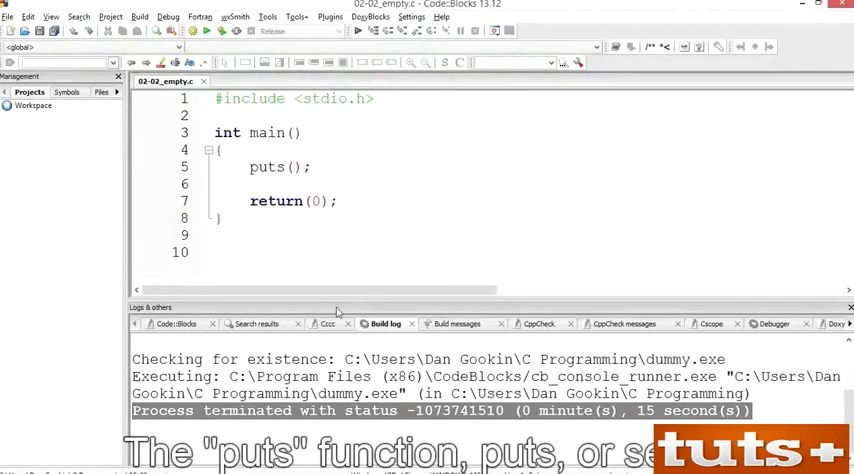 02-02_empty.c - Code::Blocks 13.12
File Edit View Search Project Build Debug Fortran wxSmith Tools Tools+ Plugins DoxyBlocks Settings Help
Release
<global>
/** *<
Aa .*
S C
Management
02-02_empty.c
Projects Symbols Files
Workspace
1 #include <stdio.h>
2
3 int main()
4 {
5 puts();
6
7 return(0);
8 }
9
10
Logs & others
Code::Blocks Search results Cccc Build log Build messages CppCheck CppCheck messages Cscope Debugger Doxy
Checking for existence: C:\Users\Dan Gookin\C Programming\dummy.exe
Executing: C:\Program Files (x86)\CodeBlocks/cb_console_runner.exe "C:\Users\Dan
Gookin\C Programming\dummy.exe" (in C:\Users\Dan Gookin\C Programming)
Process terminated with status -1073741510 (0 minute(s), 15 second(s))
The "puts" function, puts, or se
tuts+